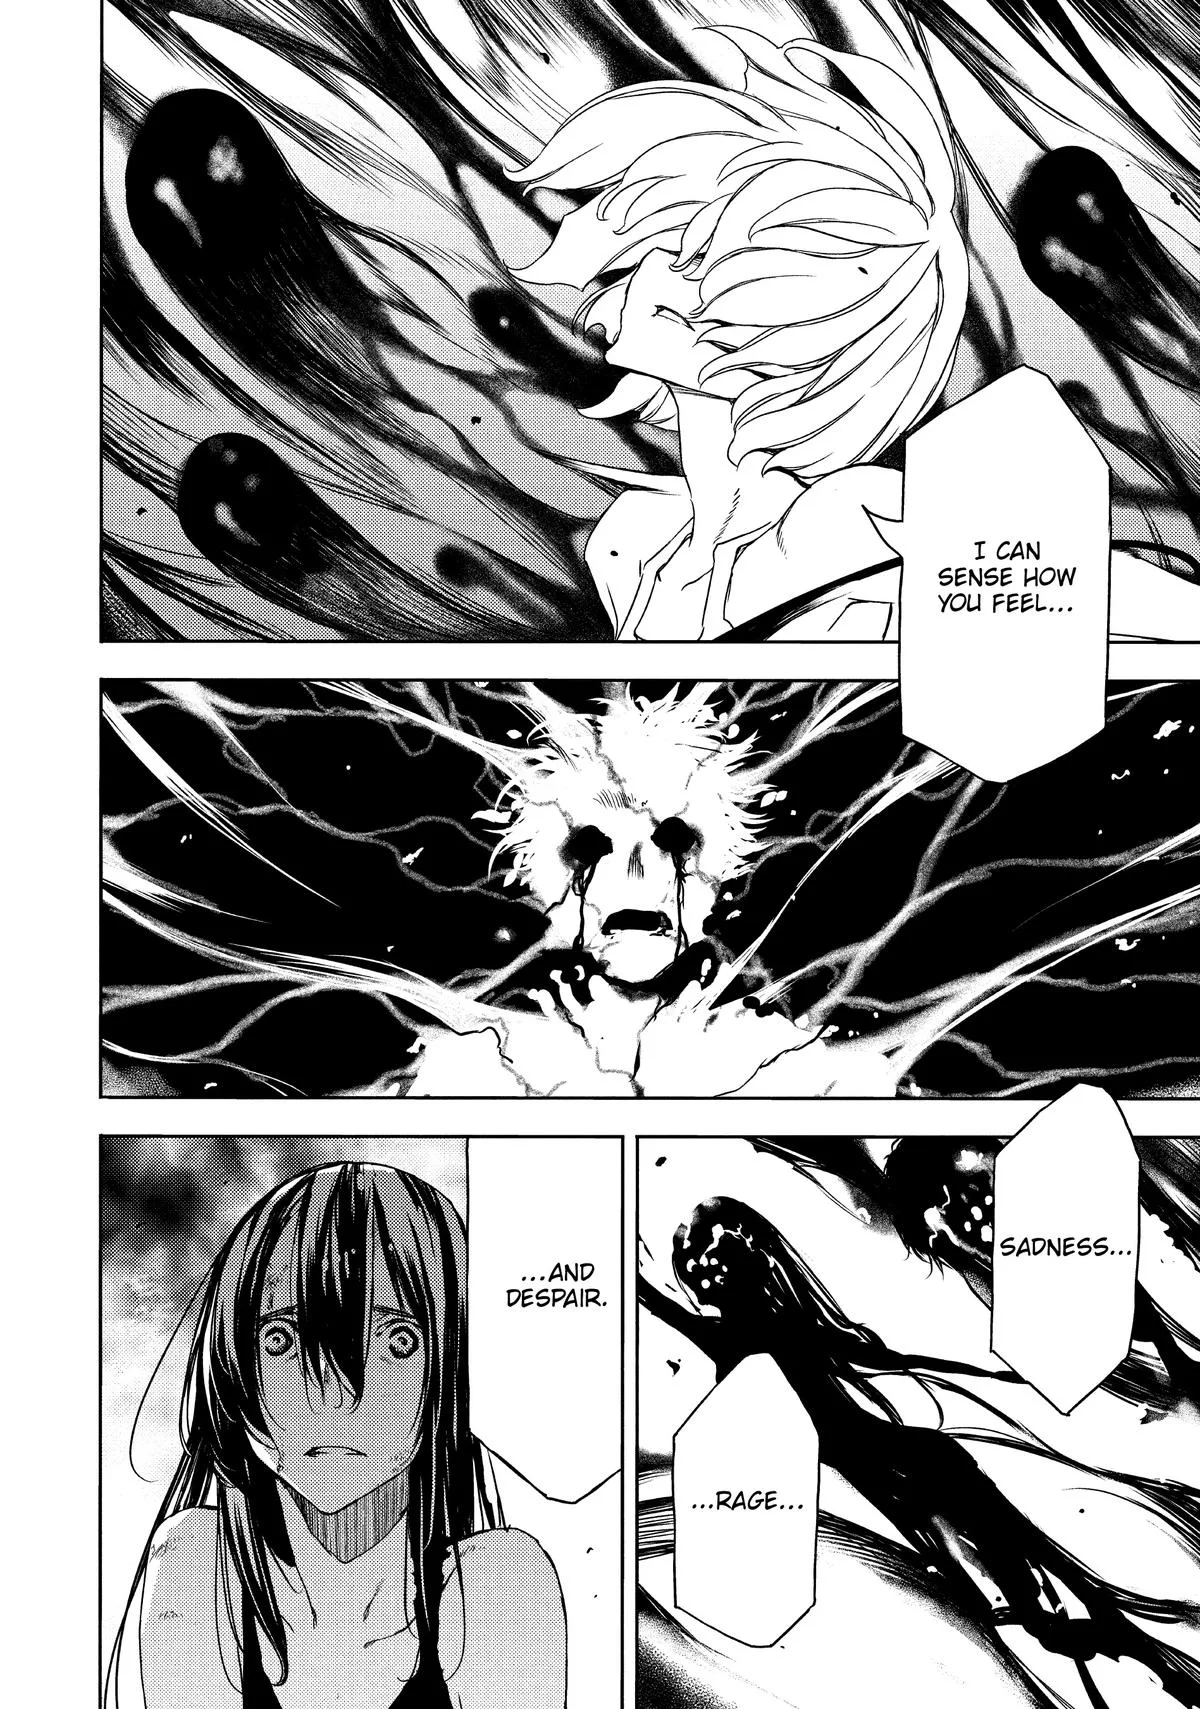 I CAN
SENSE HOW
YOU FEEL...
SADNESS...
...RAGE...
...AND
DESPAIR.